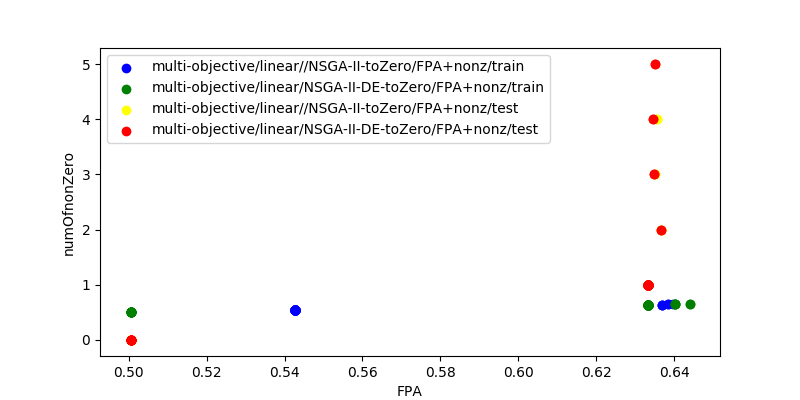 multi-objective/linear//NSGA-II-toZero/FPA+nonz/train
multi-objective/linear/NSGA-II-DE-toZero/FPA+nonz/train
multi-objective/linear//NSGA-II-toZero/FPA+nonz/test
multi-objective/linear/NSGA-II-DE-toZero/FPA+nonz/test
numOfnonZero
5
4
3
2
1
0
0.50 0.52 0.54 0.56 0.58 0.60 0.62 0.64
FPA